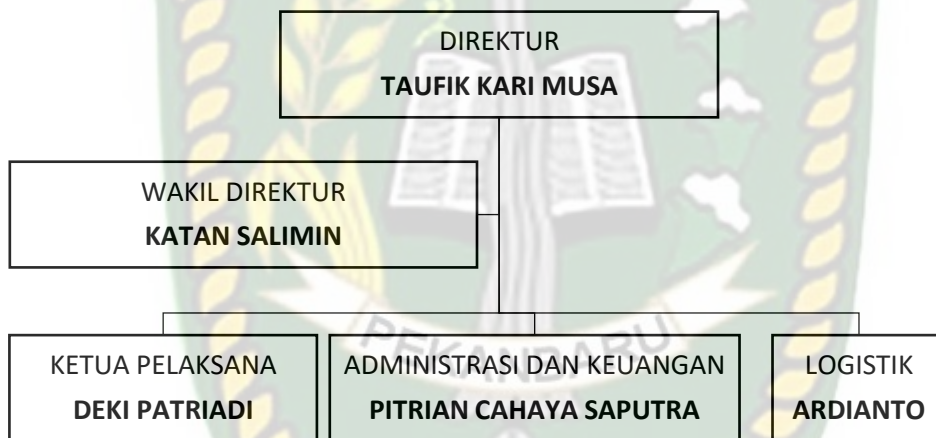 DIREKTUR
TAUFIK KARI MUSA
WAKIL DIREKTUR
KATAN SALIMIN
PEKANBARU
KETUA PELAKSANA
DEKI PATRIADI
ADMINISTRASI DAN KEUANGAN
PITRIAN CAHAYA SAPUTRA
LOGISTIK
ARDIANTO